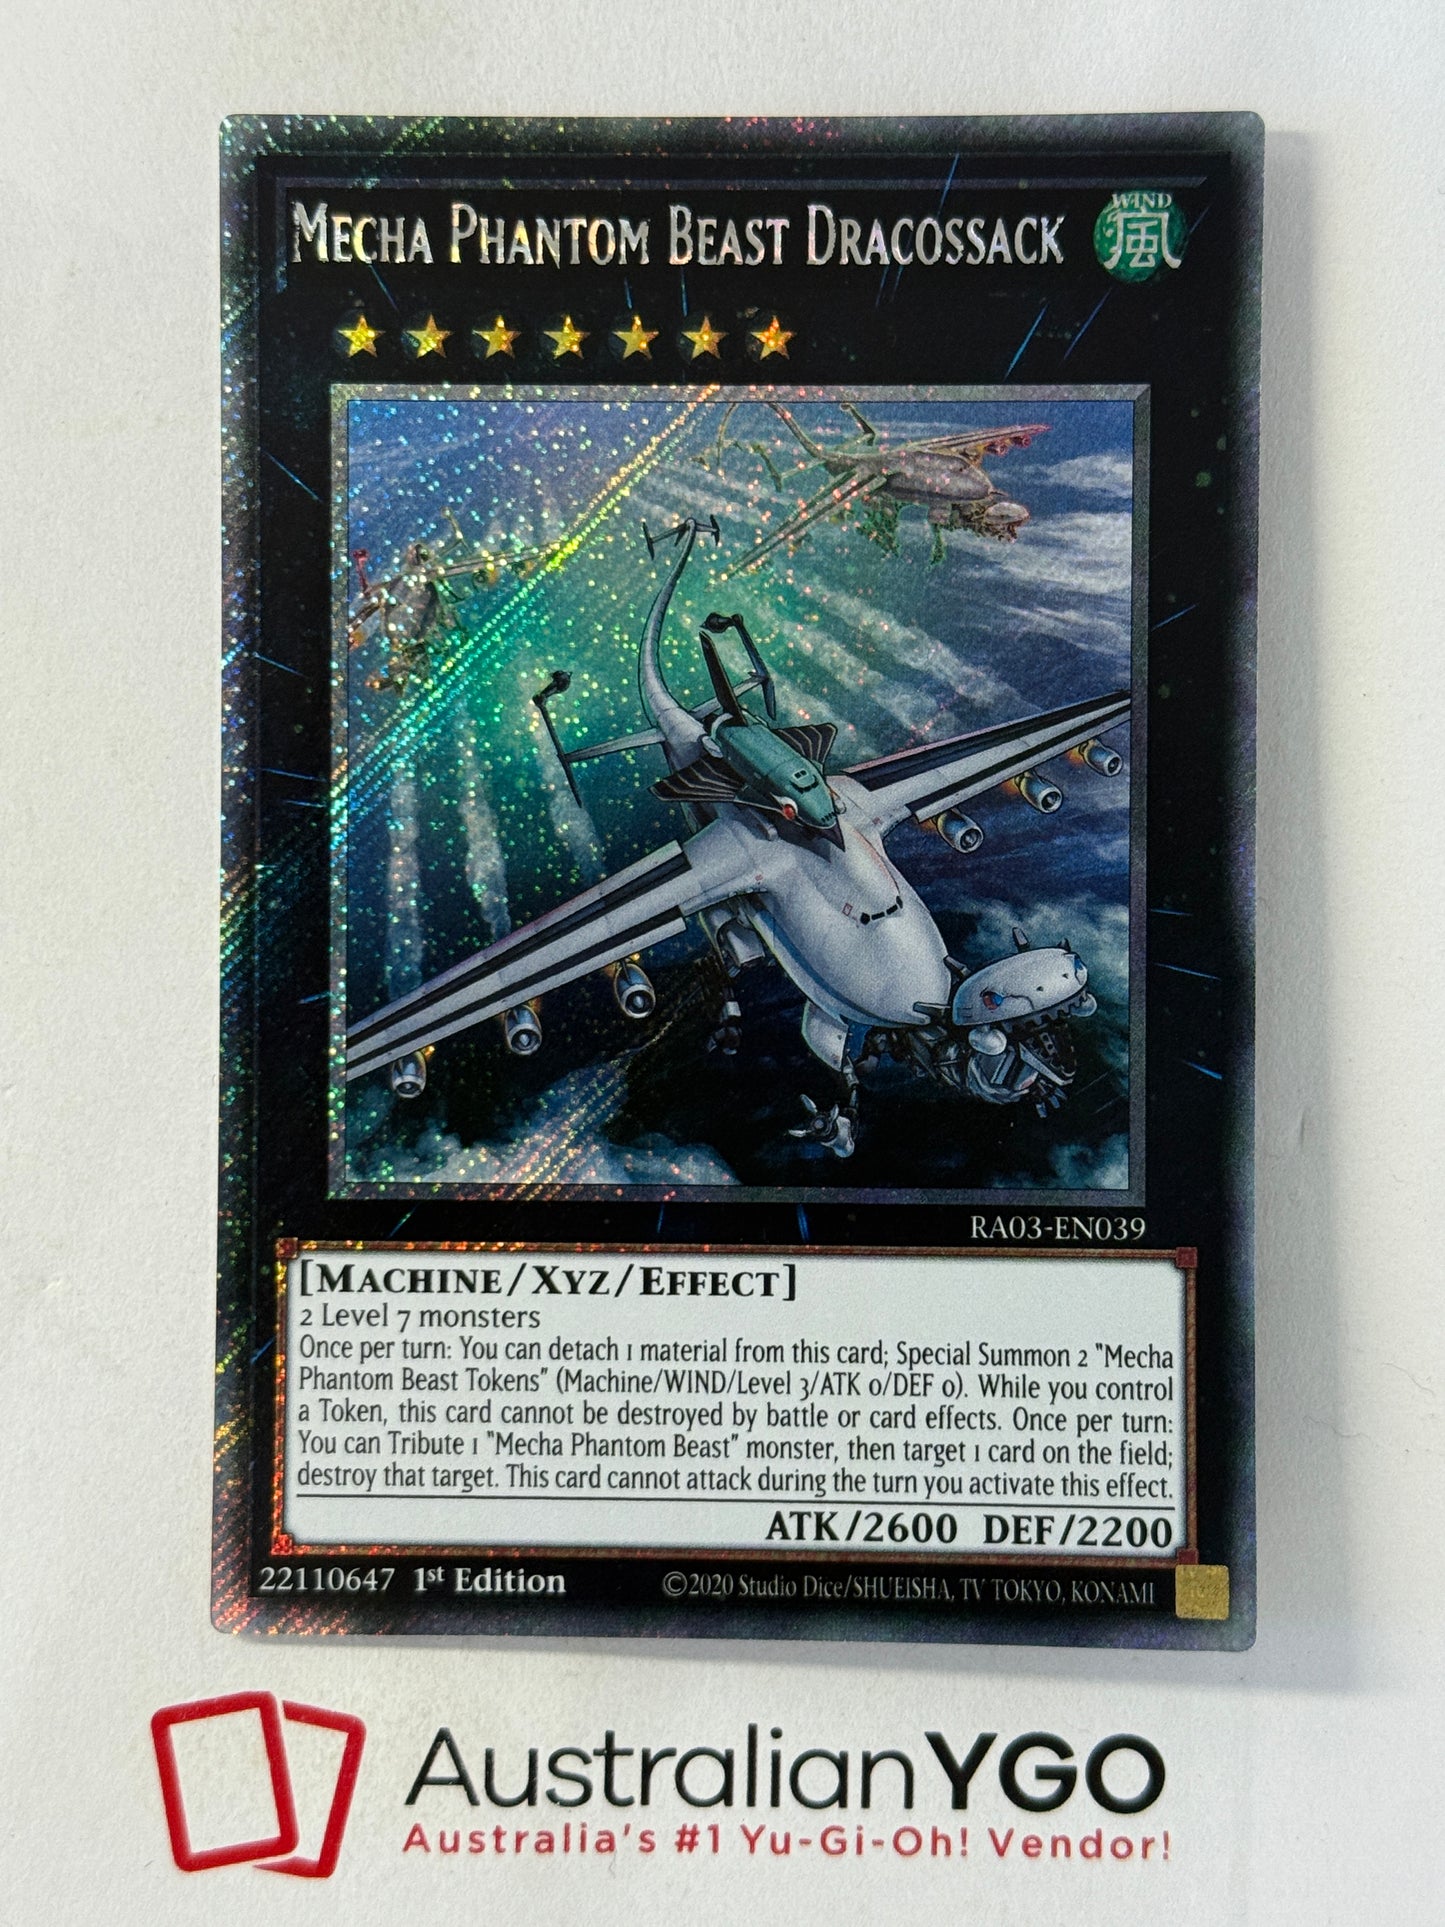 MECHA PHANTOM BEAST DRACOSSACK
WIND
風
RA03-EN039
[MACHINE/XYZ/EFFECT]
2 Level 7 monsters
Once per turn: You can detach 1 material from this card; Special Summon 2 "Mecha
Phantom Beast Tokens" (Machine/WIND/Level 3/ATK 0/DEF 0). While you control
a Token, this card cannot be destroyed by battle or card effects. Once per turn:
You can Tribute 1 "Mecha Phantom Beast" monster, then target 1 card on the field;
destroy that target. This card cannot attack during the turn you activate this effect.
ATK/2600 DEF/2200
22110647 1st Edition ©2020 Studio Dice/SHUEISHA, TV TOKYO, KONAMI
AustralianYGO
Australia's #1 Yu-Gi-Oh! Vendor!